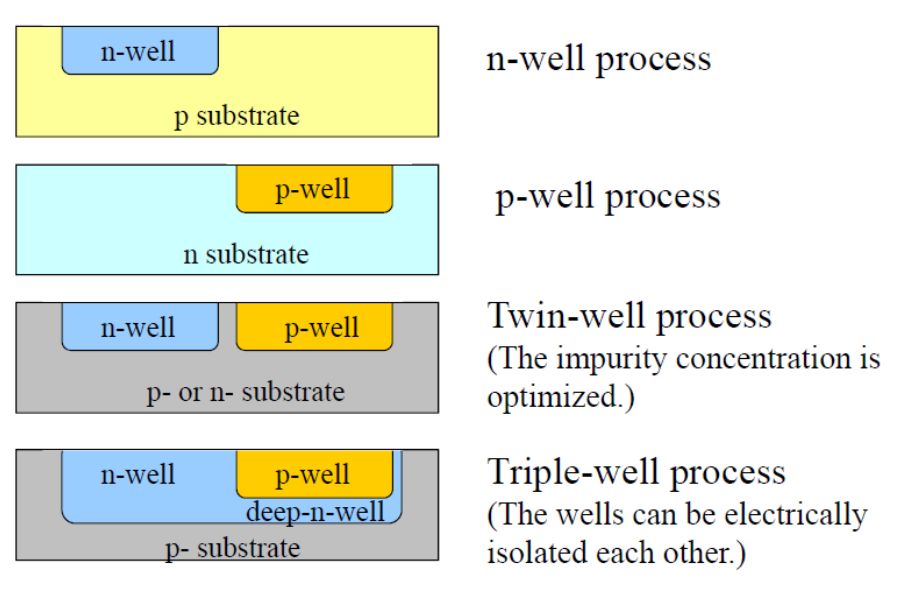 n-well
n-well process
p substrate
p-well
p-well process
n substrate
n-well
p-well
p- or n- substrate
Twin-well process
(The impurity concentration is
optimized.)
n-well
p-well
deep-n-well
p- substrate
Triple-well process
(The wells can be electrically
isolated each other.)